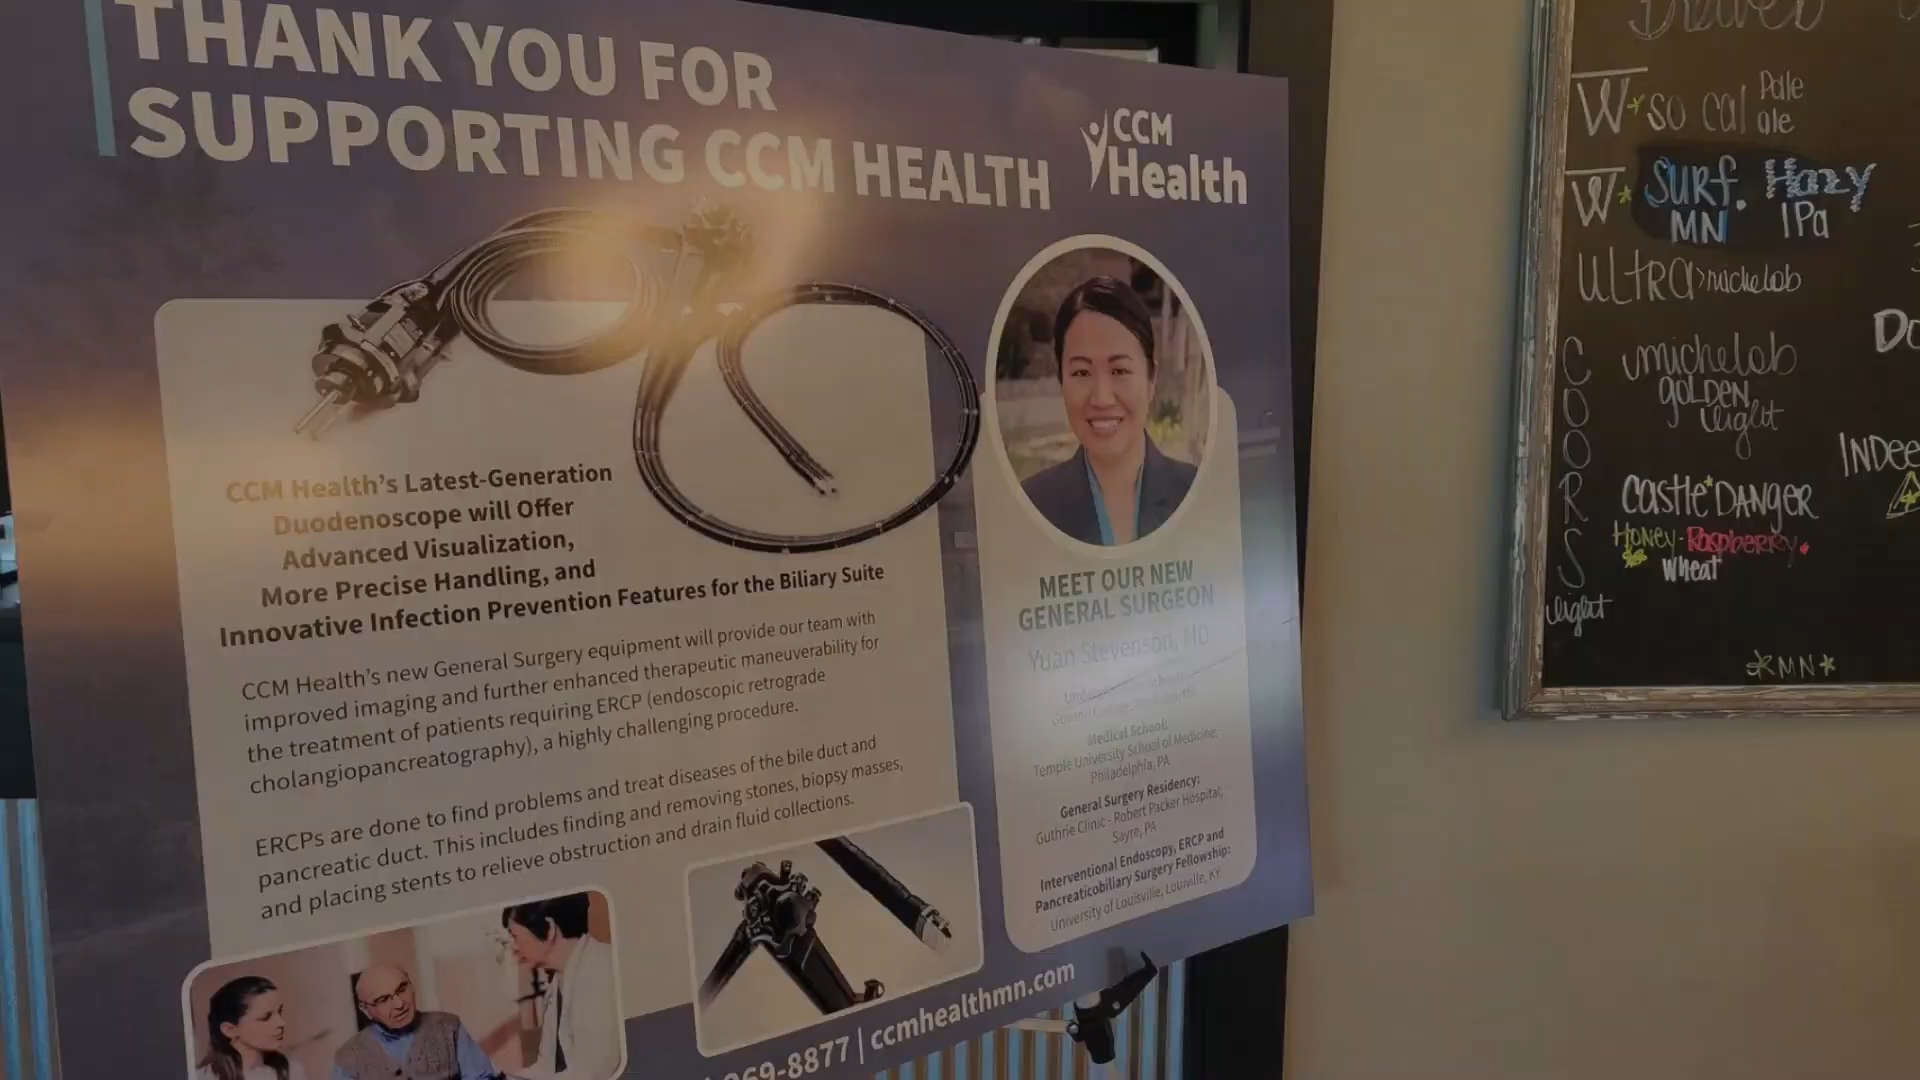 THANK YOU FOR
SUPPORTING CCM HEALTH
CCM
Health
CCM Health's Latest-Generation
Duodenoscope will Offer
Advanced Visualization,
More Precise Handling, and
Innovative Infection Prevention Features for the Biliary Suite
CCM Health's new General Surgery equipment will provide our team with
improved imaging and further enhanced therapeutic maneuverability for
the treatment of patients requiring ERCP (endoscopic retrograde
cholangiopancreatography), a highly challenging procedure.
ERCPs are done to find problems and treat diseases of the bile duct and
pancreatic duct. This includes finding and removing stones, biopsy masses,
and placing stents to relieve obstruction and drain fluid collections.
MEET OUR NEW
GENERAL SURGEON
Yuan Stevenson, MD
Medical School:
Temple University School of Medicine;
Philadelphia, PA
General Surgery Residency:
Guthrie Clinic - Robert Packer Hospital;
Sayre, PA
Interventional Endoscopy, ERCP and
Pancreaticobiliary Surgery Fellowship:
University of Louisville; Louiville, KY
69-8877 | ccmhealthmn.com
W so cal Pale ale
W Surf. Hazy
MN IPa
ULTRA > michelob
michelob
golden
light
COORS
light
Castle DANGER
Honey-Raspberry
Wheat
INDee
Do
*MN*